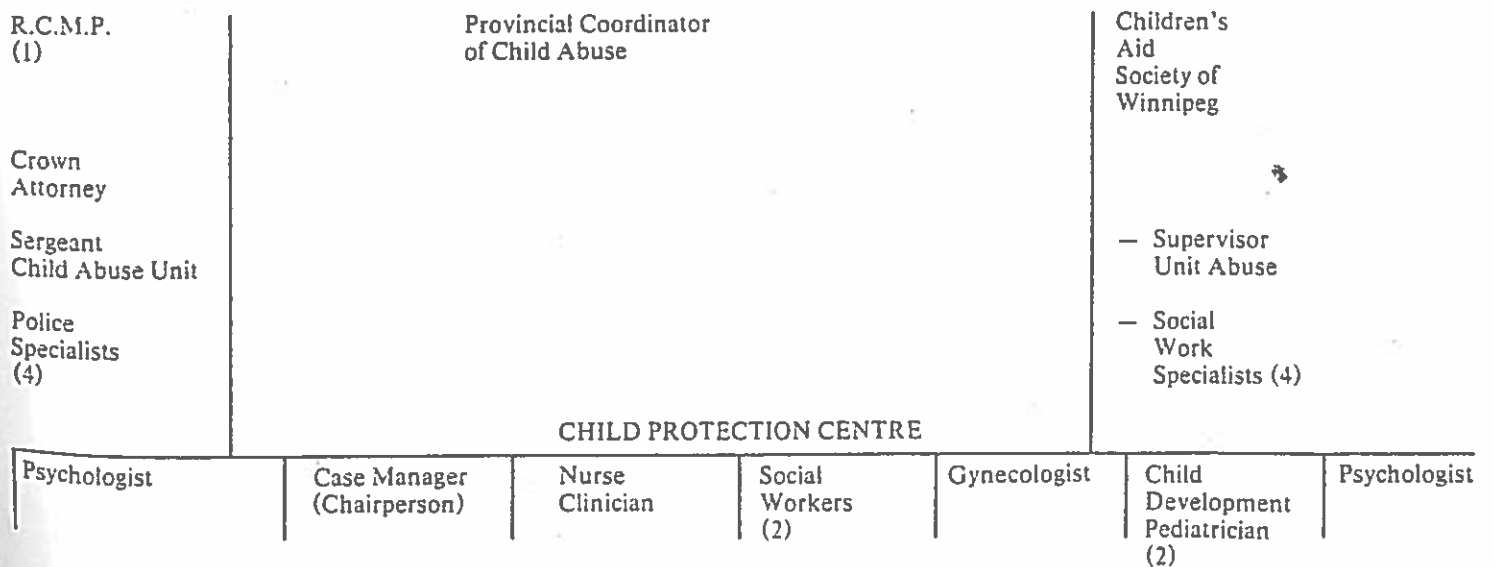 R.C.M.P.
(1)
Crown
Attorney
Sergeant
Child Abuse Unit
Police
Specialists
(4)
Provincial Coordinator
of Child Abuse
Children's
Aid
Society of
Winnipeg
— Supervisor
Unit Abuse
— Social
Work
Specialists (4)
CHILD PROTECTION CENTRE
Psychologist
Case Manager
(Chairperson)
Nurse
Clinician
Social
Workers
(2)
Gynecologist
Child
Development
Pediatrician
(2)
Psychologist